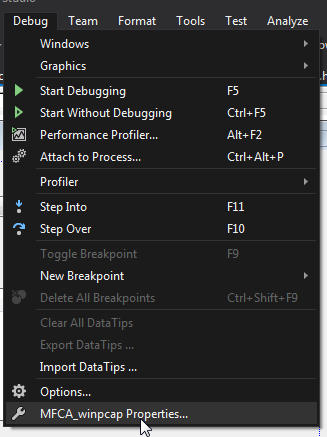 studio
Debug Team Format Tools Test Analyze
Windows
Graphics
Start Debugging F5
Start Without Debugging Ctrl+F5
Performance Profiler... Alt+F2
Attach to Process... Ctrl+Alt+P
Profiler
Step Into F11
Step Over F10
Toggle Breakpoint F9
New Breakpoint
Delete All Breakpoints Ctrl+Shift+F9
Clear All DataTips
Export DataTips ...
Import DataTips ...
Options...
MFCA_winpcap Properties...